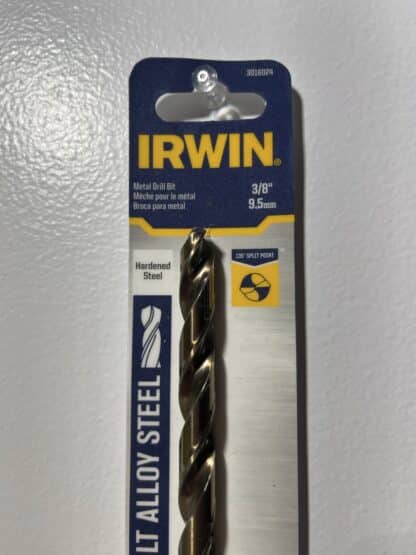 3016024
IRWIN®
Metal Drill Bit
Mèche pour le métal
Broca para metal
3/8"
9.5mm
Hardened
Steel
135° SPLIT POINT
LT ALLOY STEEL